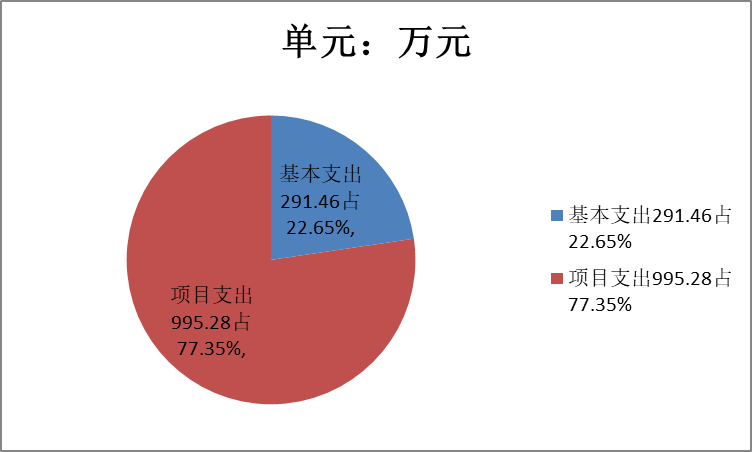 单元：万元
基本支出
291.46占
22.65%,
项目支出
995.28占
77.35%,
基本支出291.46占
22.65%
项目支出995.28占
77.35%